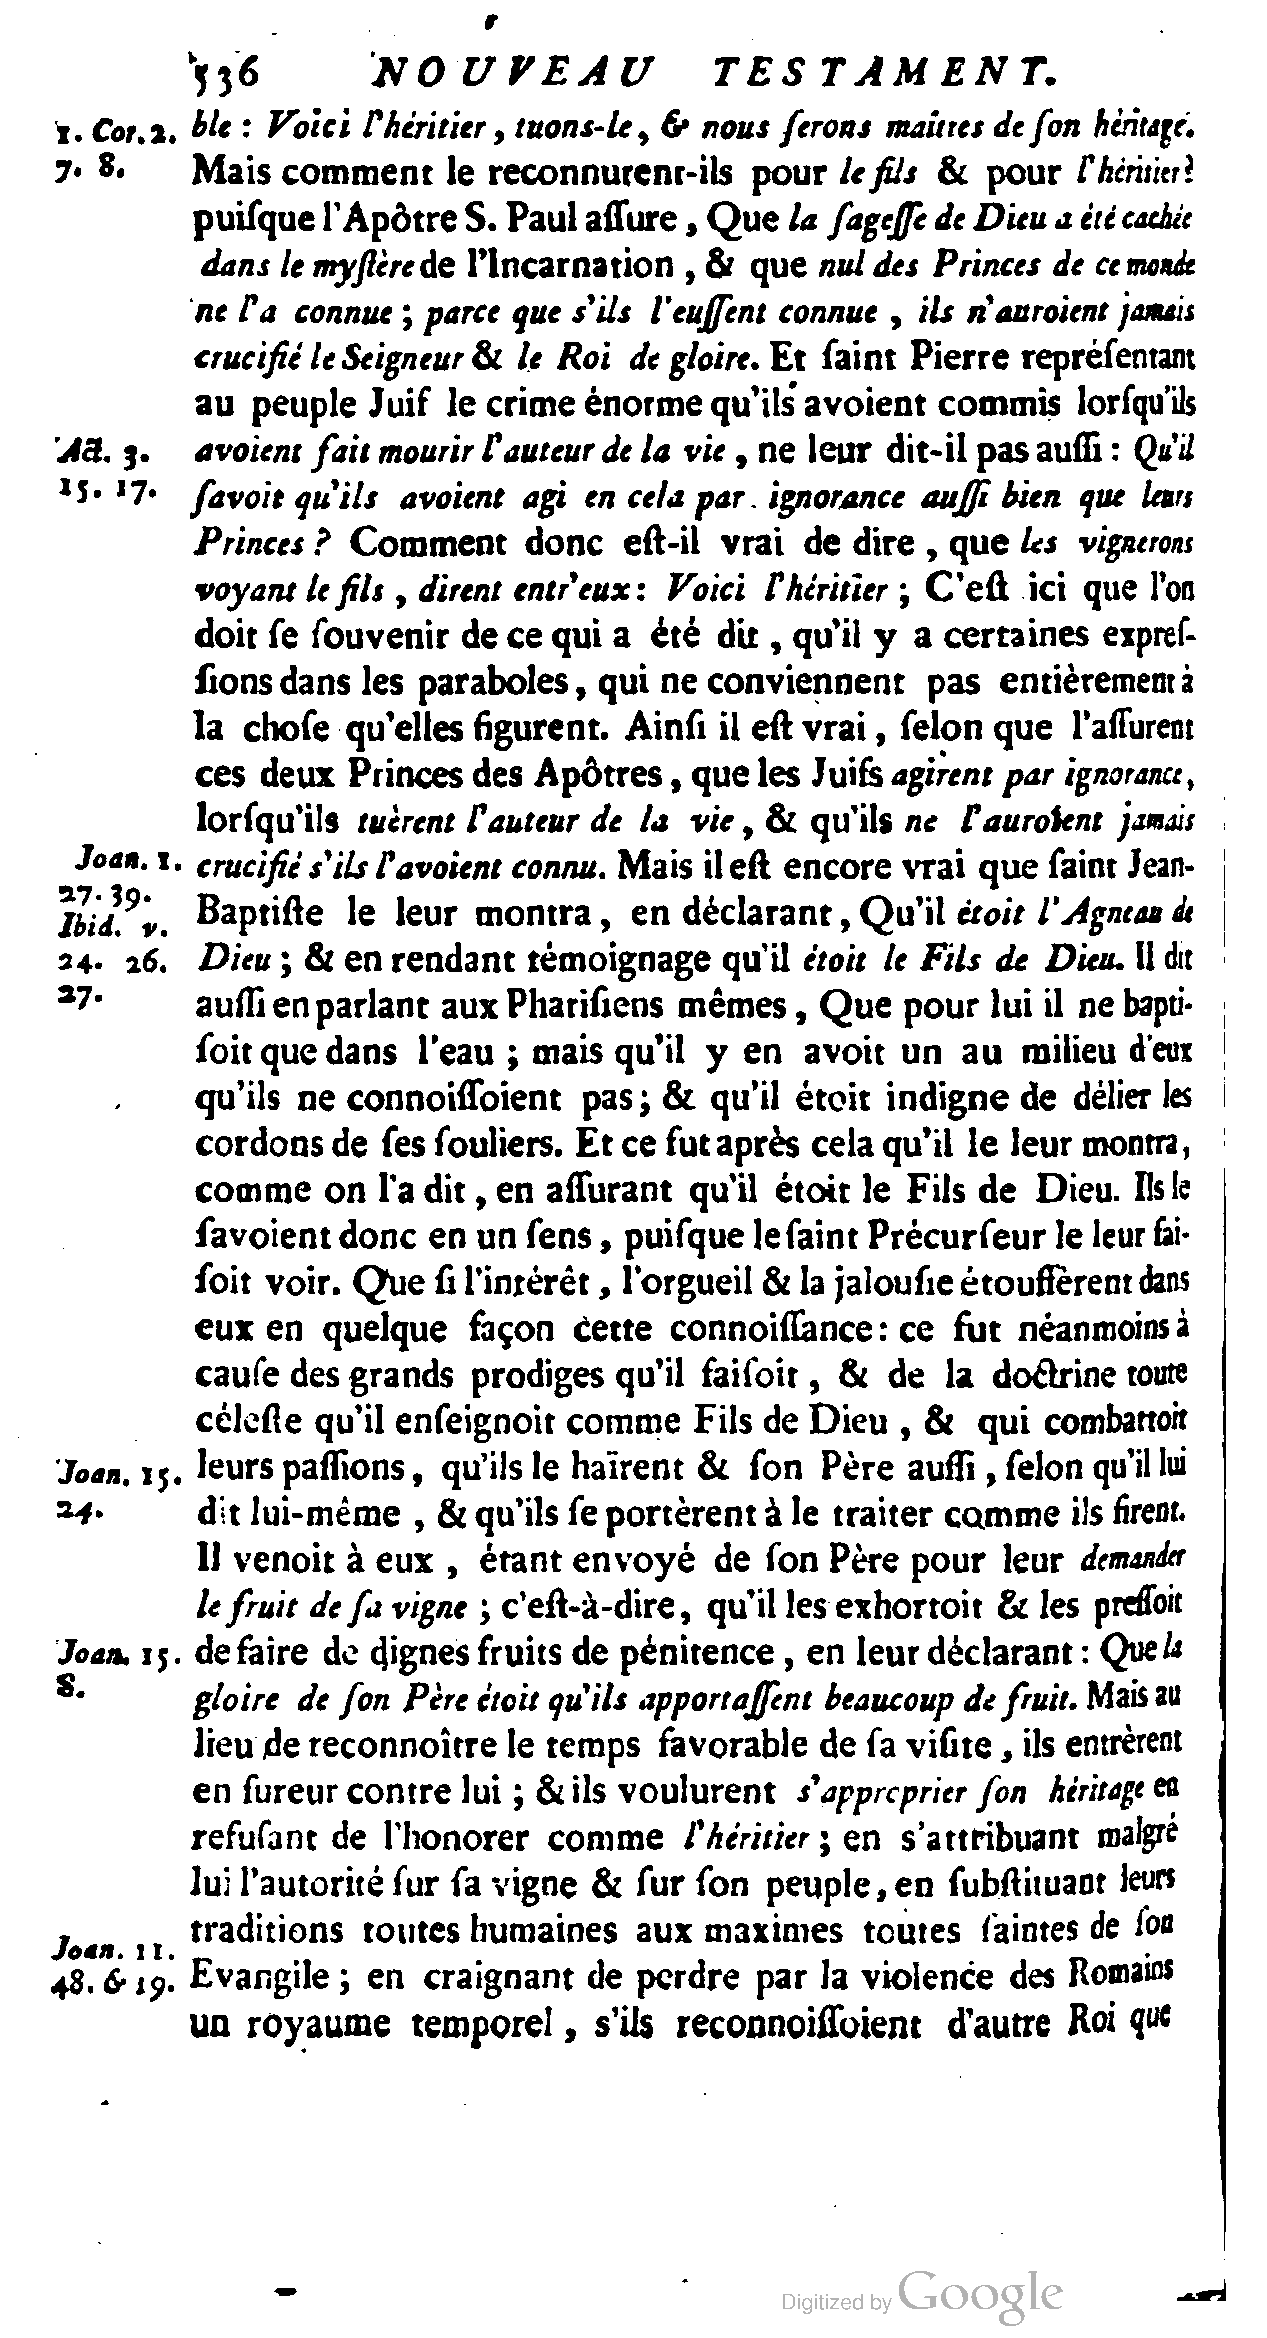 536 NOUVEAU TESTAMENT.
1. Cor. 2. ble : Voici l'héritier, tuons-le, & nous ſerons maîtres de ſon héritage.
7. 8. Mais comment le reconnurent-ils pour le fils & pour l'héritier ?
puiſque l'Apôtre S. Paul aſſure, Que la ſageſſe de Dieu a été cachée
dans le myſtère de l'Incarnation, & que nul des Princes de ce monde
ne l'a connue ; parce que s'ils l'euſſent connue, ils n'auroient jamais
crucifié le Seigneur & le Roi de gloire. Et ſaint Pierre repréſentant
au peuple Juif le crime énorme qu'ils avoient commis lorſqu'ils
Act. 3. avoient fait mourir l'auteur de la vie, ne leur dit-il pas auſſi : Qu'il
15. 17. ſavoit qu'ils avoient agi en cela par ignorance auſſi bien que leurs
Princes ? Comment donc eſt-il vrai de dire, que les vignerons
voyant le fils, dirent entr'eux : Voici l'héritier ; C'eſt ici que l'on
doit ſe ſouvenir de ce qui a été dit, qu'il y a certaines expreſ-
ſions dans les paraboles, qui ne conviennent pas entièrement à
la choſe qu'elles figurent. Ainſi il eſt vrai, ſelon que l'aſſurent
ces deux Princes des Apôtres, que les Juifs agirent par ignorance,
lorſqu'ils tuèrent l'auteur de la vie, & qu'ils ne l'auroient jamais
Joan. 1. crucifié s'ils l'avoient connu. Mais il eſt encore vrai que ſaint Jean-
27. 39.
Ibid. v. Baptiſte le leur montra, en déclarant, Qu'il étoit l'Agneau de
24. 26. Dieu ; & en rendant témoignage qu'il étoit le Fils de Dieu. Il dit
27. auſſi en parlant aux Phariſiens mêmes, Que pour lui il ne bapti-
ſoit que dans l'eau ; mais qu'il y en avoit un au milieu d'eux
qu'ils ne connoiſſoient pas ; & qu'il étoit indigne de délier les
cordons de ſes ſouliers. Et ce fut après cela qu'il le leur montra,
comme on l'a dit, en aſſurant qu'il étoit le Fils de Dieu. Ils le
ſavoient donc en un ſens, puiſque le ſaint Précurſeur le leur fai-
ſoit voir. Que ſi l'intérêt, l'orgueil & la jalouſie étouffèrent dans
eux en quelque façon cette connoiſſance : ce fut néanmoins à
cauſe des grands prodiges qu'il faiſoit, & de la doctrine toute
céleſte qu'il enſeignoit comme Fils de Dieu, & qui combattoit
Joan. 15. leurs paſſions, qu'ils le haïrent & ſon Père auſſi, ſelon qu'il lui
24. dit lui-même, & qu'ils ſe portèrent à le traiter comme ils firent.
Il venoit à eux, étant envoyé de ſon Père pour leur demander
le fruit de ſa vigne ; c'eſt-à-dire, qu'il les exhortoit & les preſſoit
Joan. 15. de faire de dignes fruits de pénitence, en leur déclarant : Que la
8. gloire de ſon Père étoit qu'ils apportaſſent beaucoup de fruit. Mais au
lieu de reconnoître le temps favorable de ſa viſite, ils entrèrent
en fureur contre lui ; & ils voulurent s'approprier ſon héritage en
refuſant de l'honorer comme l'héritier ; en s'attribuant malgré
lui l'autorité ſur ſa vigne & ſur ſon peuple, en ſubſtituant leurs
traditions toutes humaines aux maximes toutes ſaintes de ſon
Joan. 11.
48. & 19. Evangile ; en craignant de perdre par la violence des Romains
un royaume temporel, s'ils reconnoiſſoient d'autre Roi que
Digitized by Google